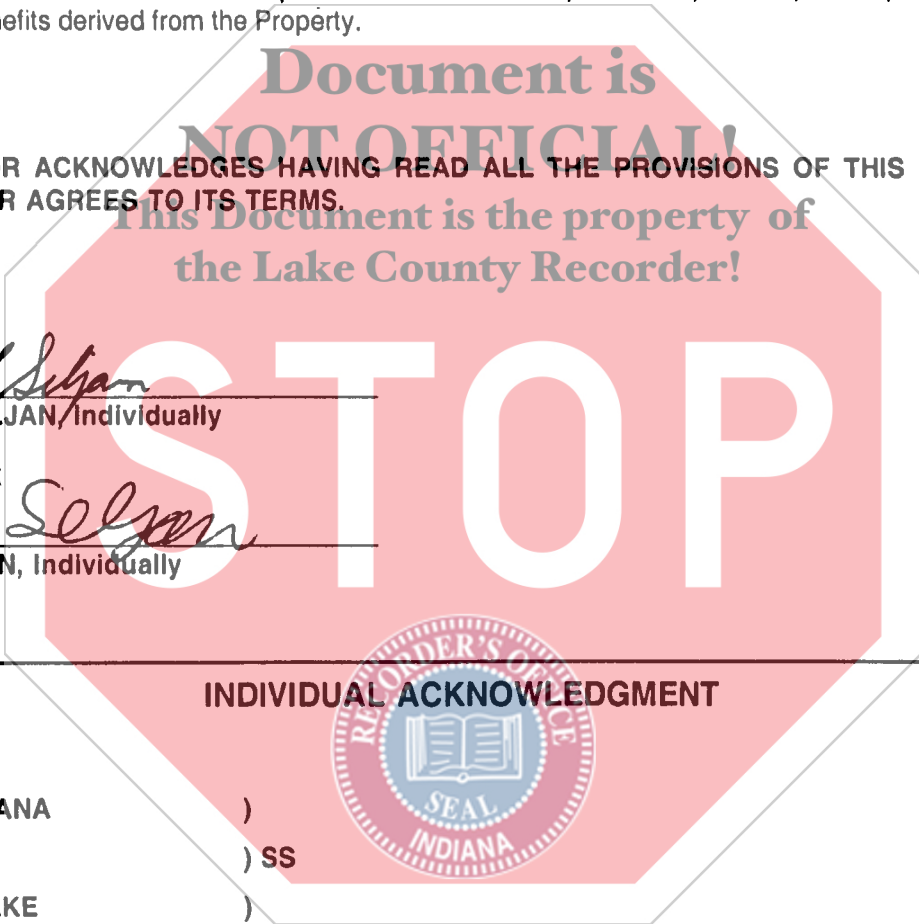 efits derived from the Property.
Document is
NOT OFFICIAL!
R ACKNOWLEDGES HAVING READ ALL THE PROVISIONS OF THIS
R AGREES TO ITS TERMS.
This Document is the property of
the Lake County Recorder!
STOP
Seljan
JAN, Individually
Seljan
N, Individually
INDIVIDUAL ACKNOWLEDGMENT
RECORDER'S OFFICE
SEAL
INDIANA
ANA )
) SS
KE )